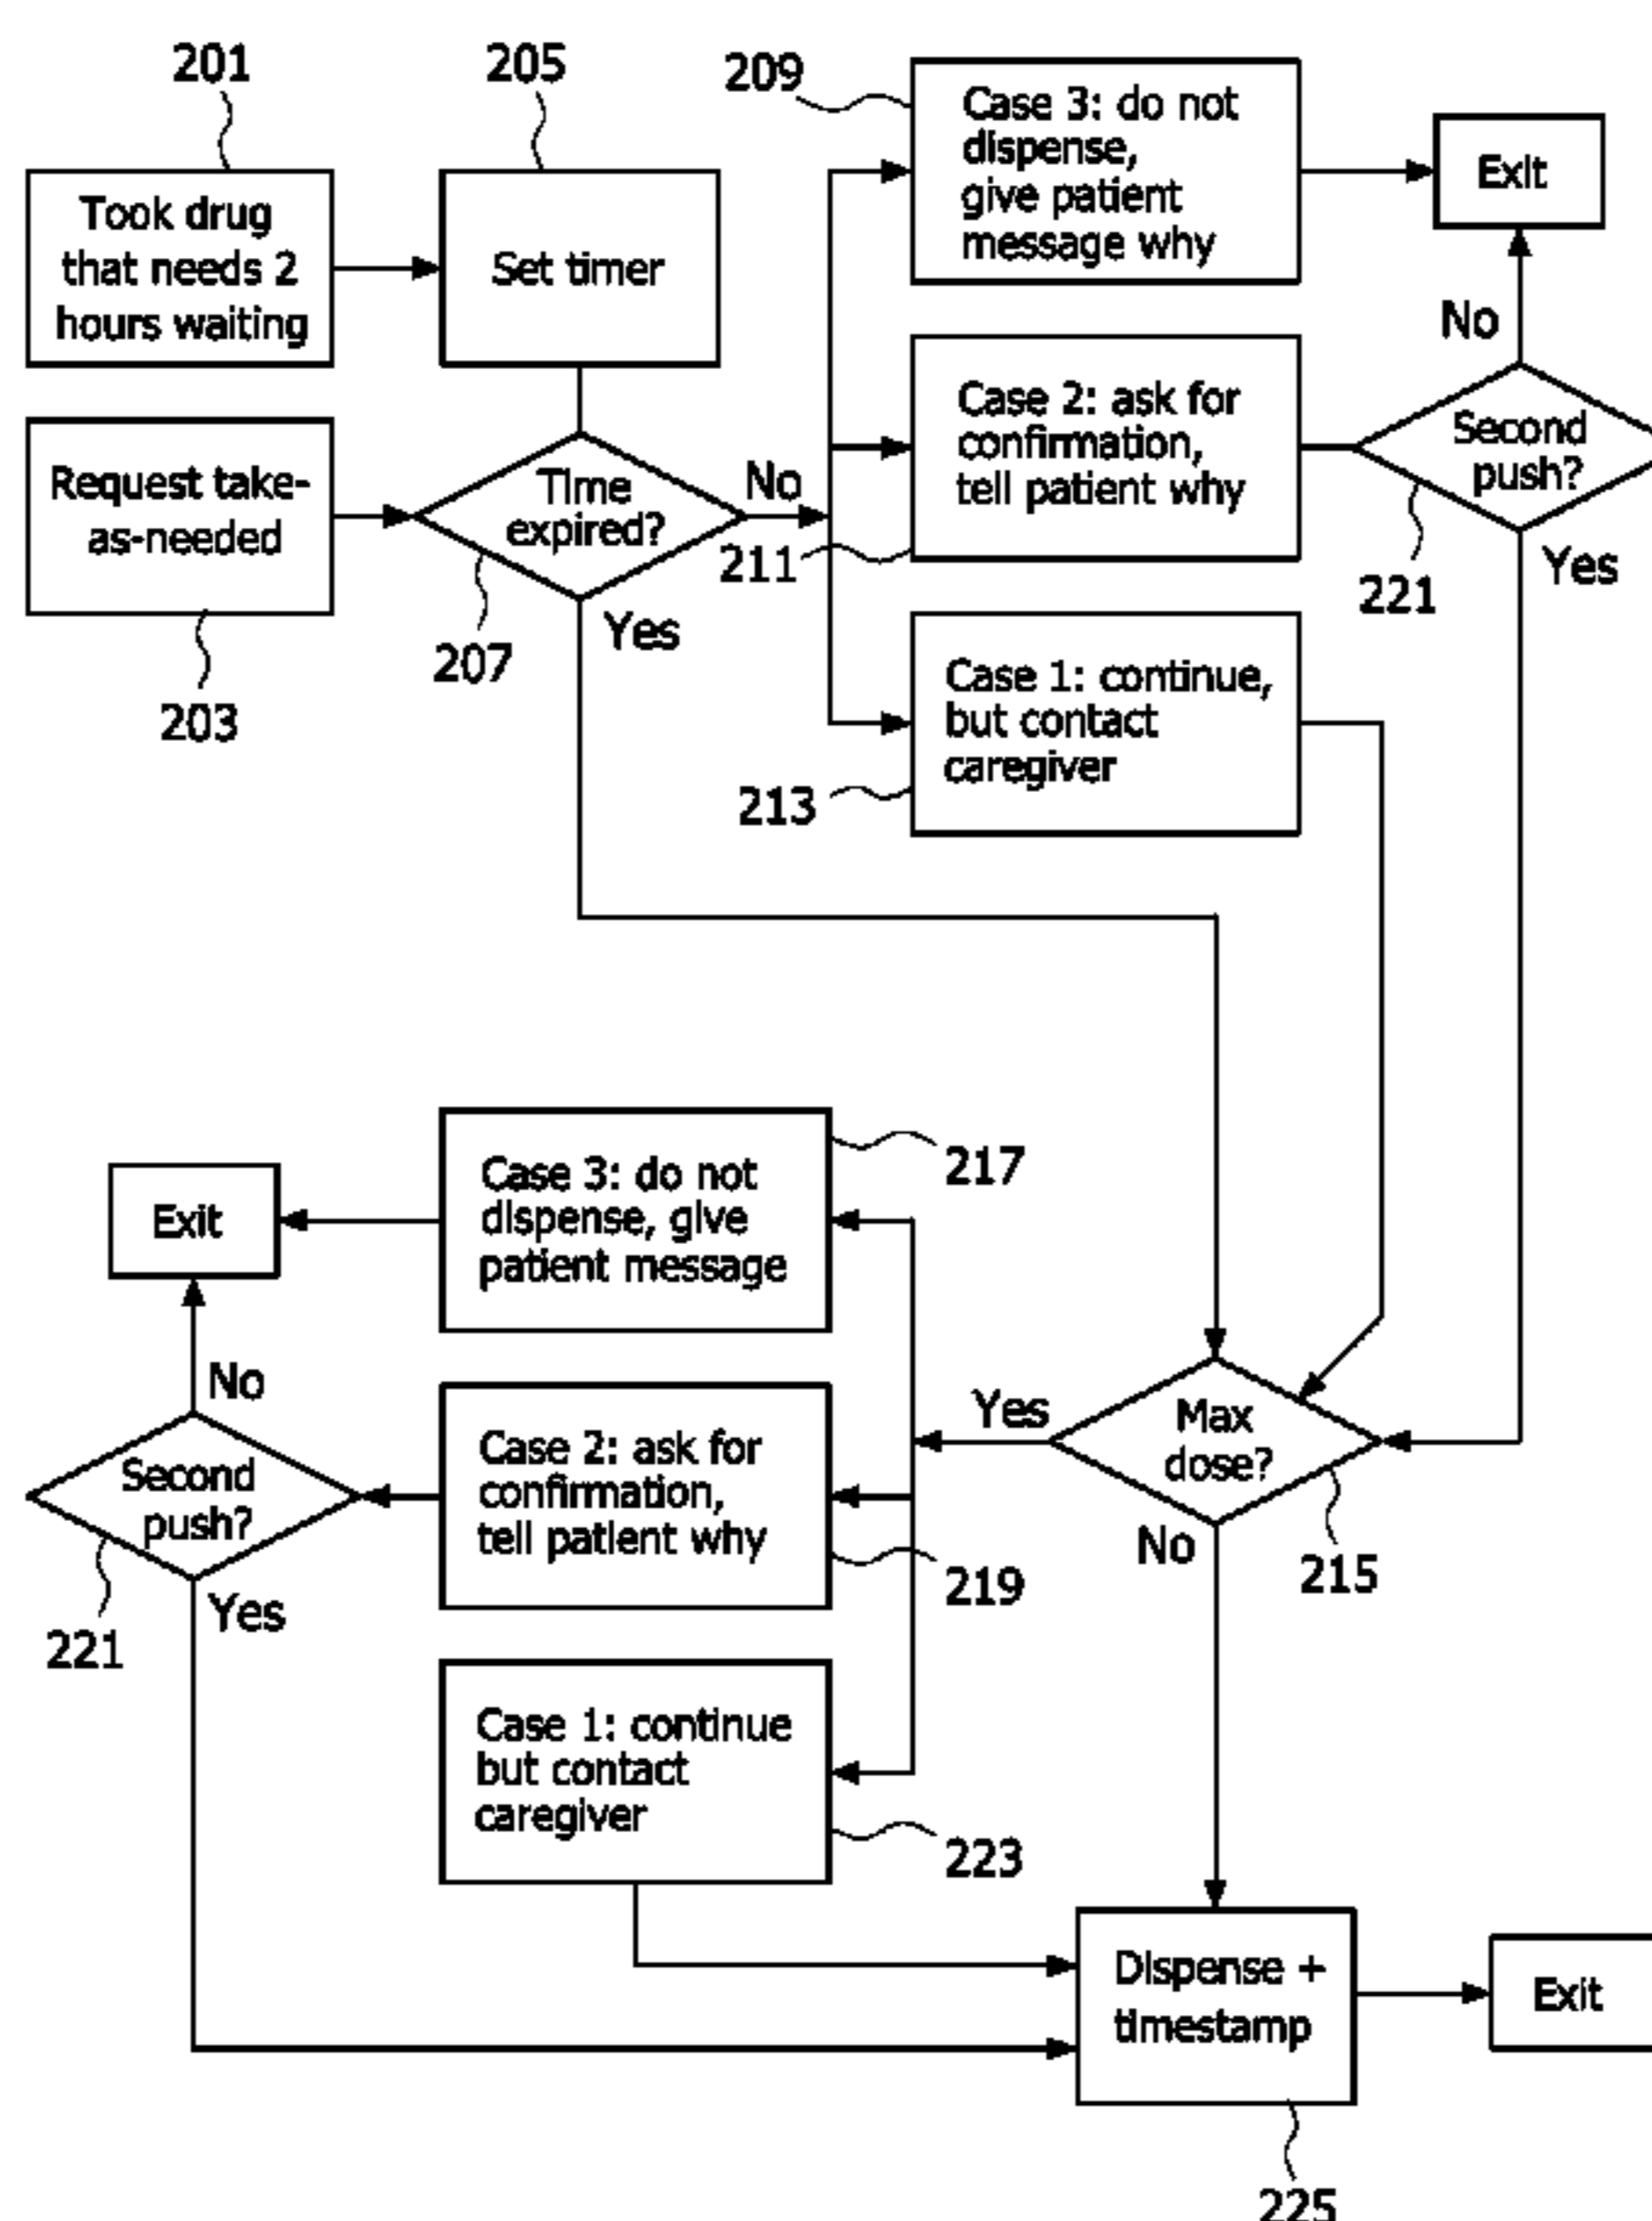 201
205
209
Took drug
that needs 2
hours waiting
Set timer
Case 3: do not
dispense,
give patient
message why
Exit
No
Request take-
as-needed
203
Time
expired?
207
No
Yes
211
Case 2: ask for
confirmation,
tell patient why
Second
push?
221
Yes
Case 1: continue,
but contact
caregiver
213
Case 3: do not
dispense, give
patient message
217
Exit
No
Case 2: ask for
confirmation,
tell patient why
219
Second
push?
221
Yes
Yes
Max
dose?
215
No
Case 1: continue
but contact
caregiver
223
Dispense +
timestamp
225
Exit